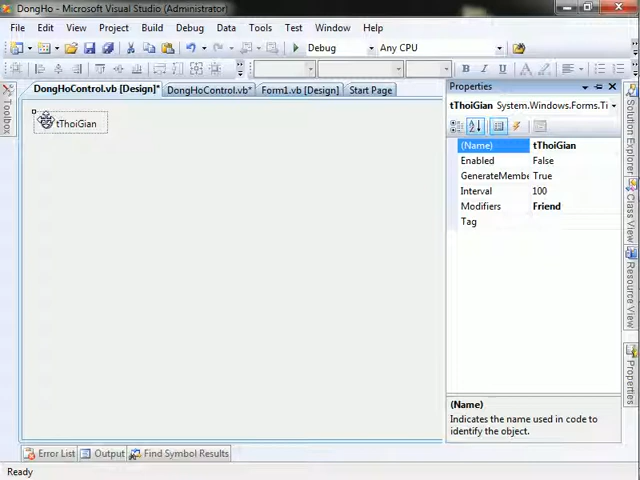 DongHo - Microsoft Visual Studio (Administrator)
File Edit View Project Build Debug Data Tools Test Window Help
Debug Any CPU
B I U A
DongHoControl.vb [Design]* DongHoControl.vb* Form1.vb [Design] Start Page
Toolbox
tThoiGian
Properties
tThoiGian System.Windows.Forms.Ti
(Name) tThoiGian
Enabled False
GenerateMembe True
Interval 100
Modifiers Friend
Tag
(Name)
Indicates the name used in code to
identify the object.
Solution Explorer
Class View
Resource View
Properties
Error List Output Find Symbol Results
Ready